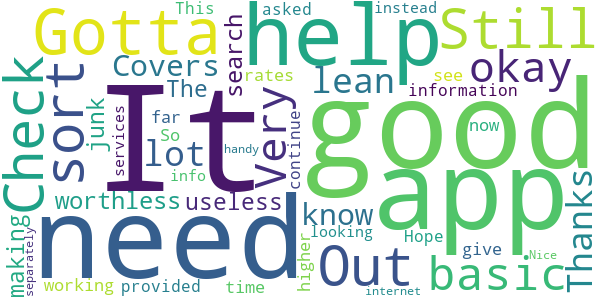 This
asked
instead
Gotta
help
Still
Covers
search
rates
see
okay
Check
sort
junk
The
lean
information
services
It
Very
good
far
So
lot
continue
now
handy
info
app
worthless
useless
know
need
making
separately
looking
higher
Hope
give
Out
Thanks
working
provided
time
basic
Nice
internet